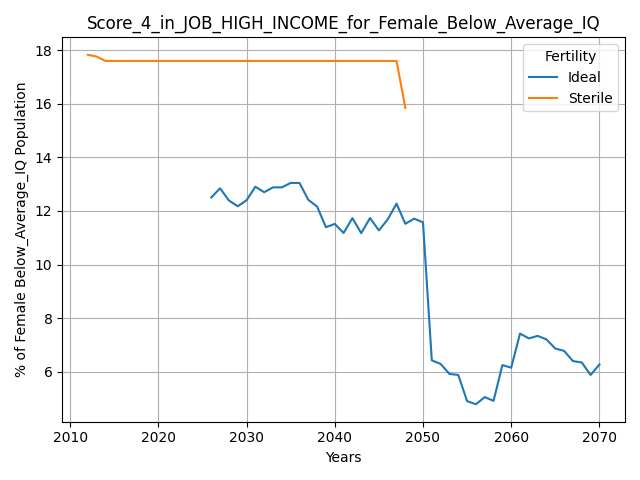 Score_4_in_JOB_HIGH_INCOME_for_Female_Below_Average_IQ
% of Female Below_Average_IQ Population
18
16
14
12
10
8
6
Fertility
Ideal
Sterile
2010 2020 2030 2040 2050 2060 2070
Years